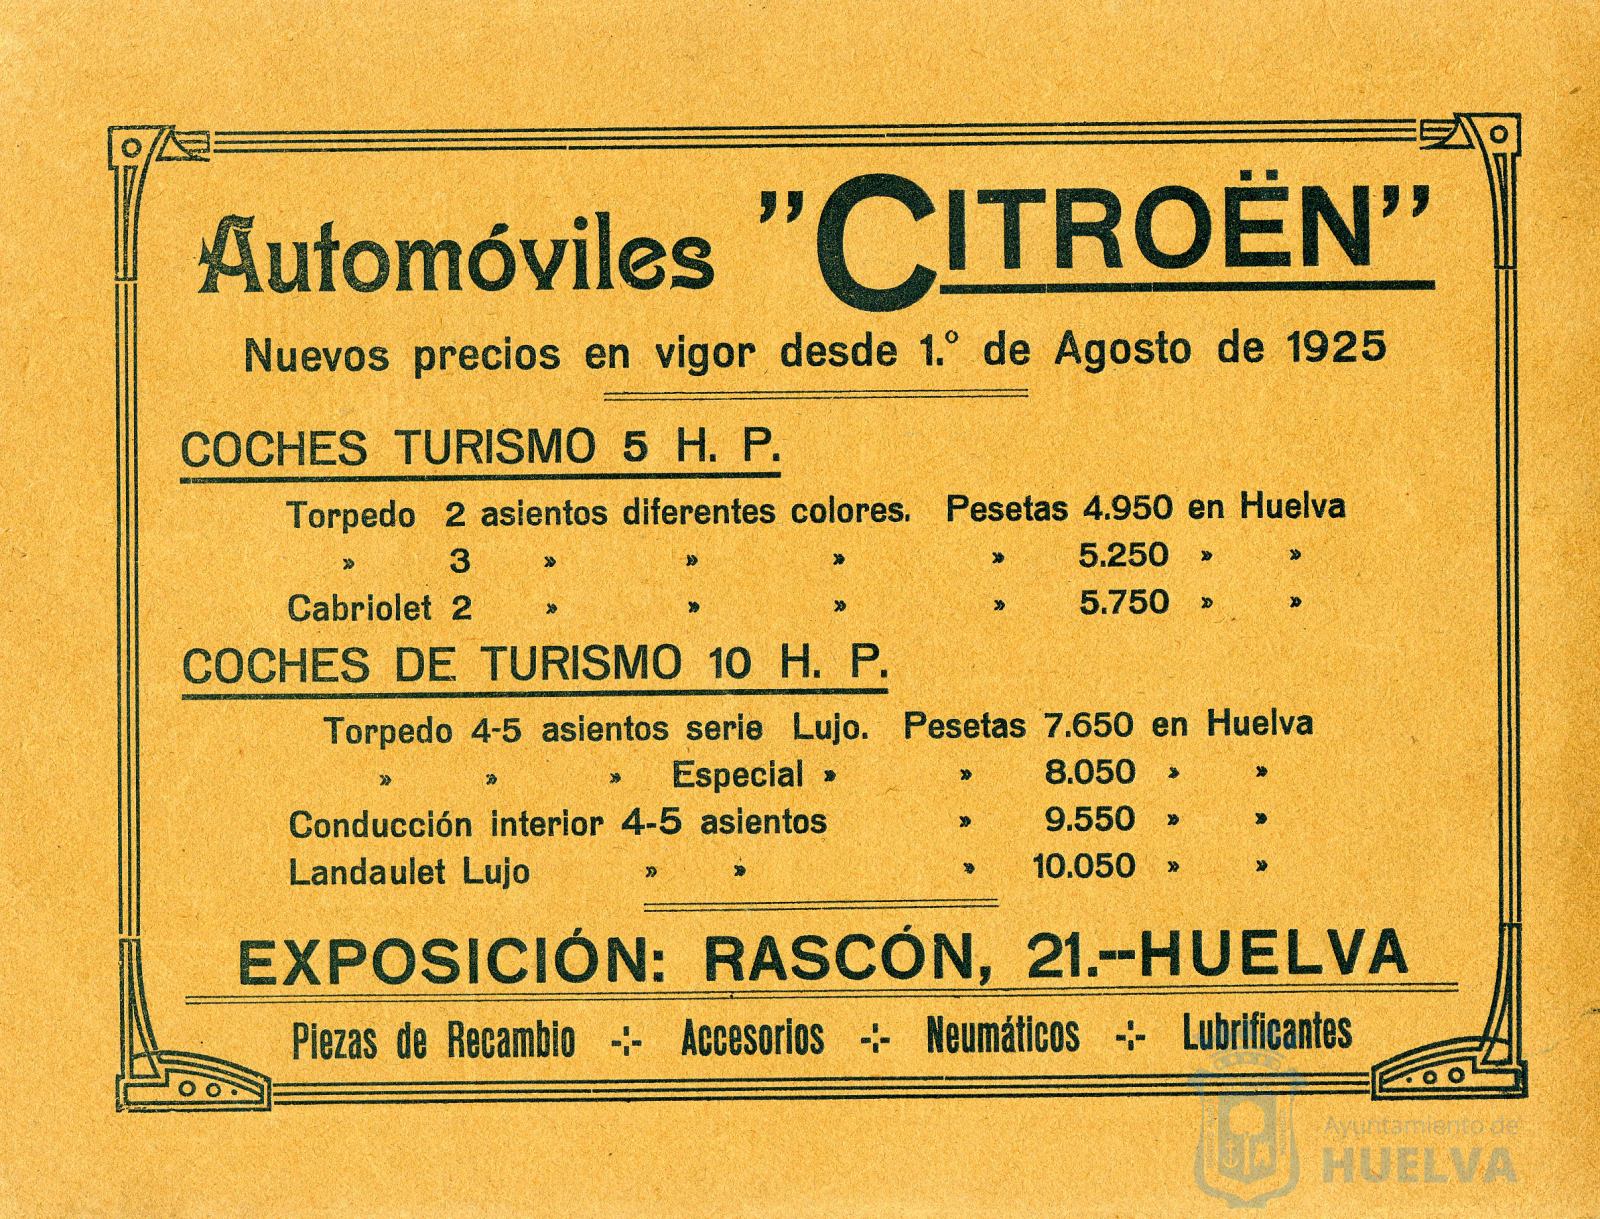 Automóviles "CITROËN"
Nuevos precios en vigor desde 1.º de Agosto de 1925
COCHES TURISMO 5 H. P.
Torpedo 2 asientos diferentes colores. Pesetas 4.950 en Huelva
» 3 » » » » 5.250 » »
Cabriolet 2 » » » » 5.750 » »
COCHES DE TURISMO 10 H. P.
Torpedo 4-5 asientos serie Lujo. Pesetas 7.650 en Huelva
» » » Especial » » 8.050 » »
Conducción interior 4-5 asientos » 9.550 » »
Landaulet Lujo » » » 10.050 » »
EXPOSICIÓN: RASCÓN, 21.--HUELVA
Piezas de Recambio -:- Accesorios -:- Neumáticos -:- Lubrificantes
Ayuntamiento de
HUELVA